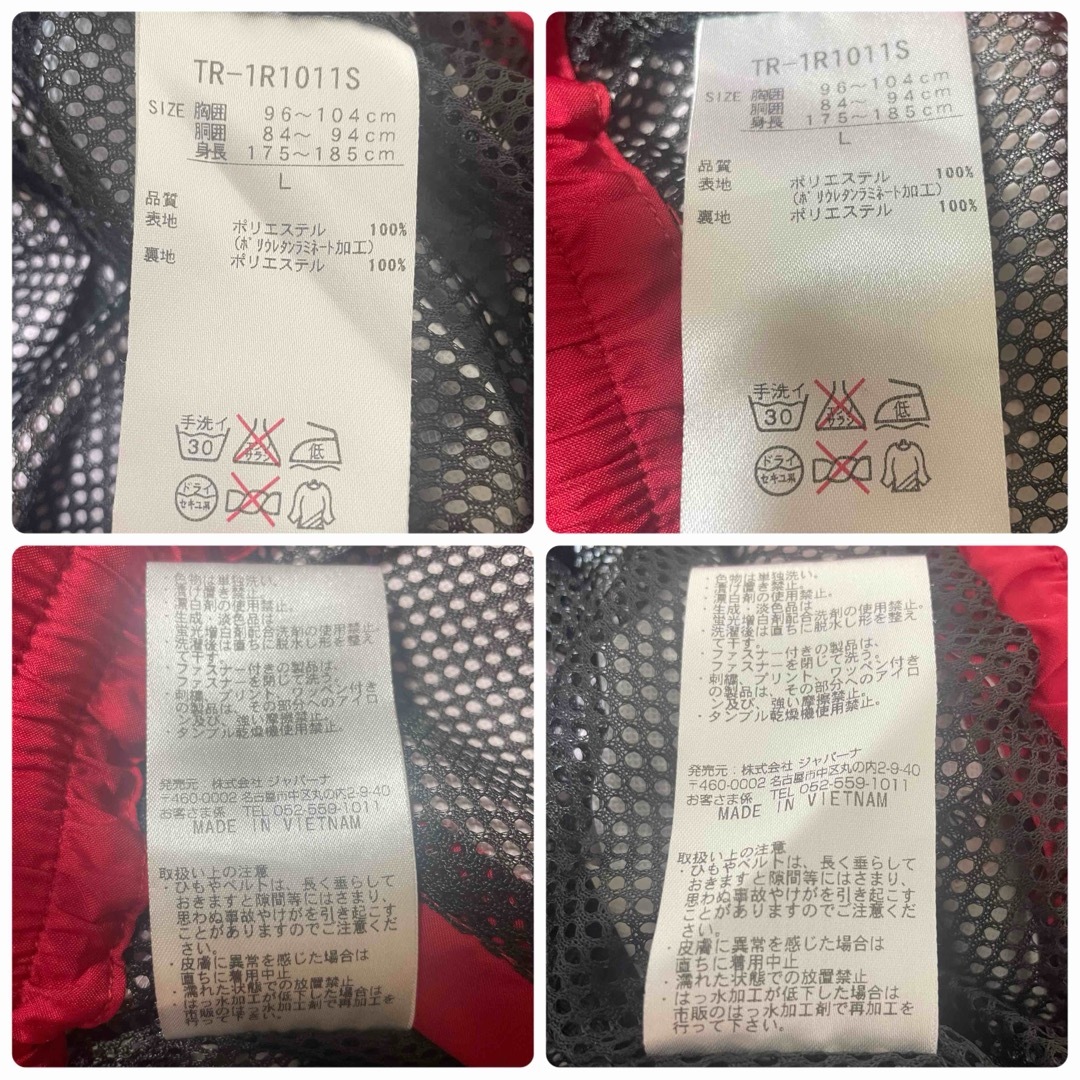 TR-1R1011S
SIZE 胸囲 96〜104cm
胴囲 84〜 94cm
身長 175〜185cm
L
品質
表地 ポリエステル 100%
(ポリウレタンラミネート加工)
裏地 ポリエステル 100%
手洗イ
30 エンソサラシ 低
ドライ
セキユ系
TR-1R1011S
SIZE 胸囲 96〜104cm
胴囲 84〜 94cm
身長 175〜185cm
L
品質
表地 ポリエステル 100%
(ポリウレタンラミネート加工)
裏地 ポリエステル 100%
手洗イ
30 エンソサラシ 低
ドライ
セキユ系
・色物は単独洗い。
・漬け置き禁止。
・漂白剤の使用禁止。
・生成・淡色品は
蛍光増白剤配合洗剤の使用禁止。
・洗濯後は直ちに脱水し形を整え
て干す。
・ファスナー付きの製品は、
ファスナーを閉じて洗う。
・刺繍、プリント、ワッペン付き
の製品は、その部分へのアイロ
ン及び、強い摩擦禁止。
・タンブル乾燥機使用禁止。
発売元:株式会社 ジャパーナ
〒460-0002 名古屋市中区丸の内2-9-40
お客さま係 TEL 052-559-1011
MADE IN VIETNAM
取扱い上の注意
・ひもやベルトは、長く垂らして
おきますと隙間等にはさまり、
思わぬ事故やけがを引き起こす
ことがありますのでご注意くだ
さい。
・皮膚に異常を感じた場合は
直ちに着用中止
・濡れた状態での放置禁止
・はっ水加工が低下した場合は
市販のはっ水加工剤で再加工を
行って下さい。
・色物は単独洗い。
・漬け置き禁止。
・漂白剤の使用禁止。
・生成・淡色品は
蛍光増白剤配合洗剤の使用禁止。
・洗濯後は直ちに脱水し形を整え
て干す。
・ファスナー付きの製品は、
ファスナーを閉じて洗う。
・刺繍、プリント、ワッペン付き
の製品は、その部分へのアイロ
ン及び、強い摩擦禁止。
・タンブル乾燥機使用禁止。
発売元:株式会社 ジャパーナ
〒460-0002 名古屋市中区丸の内2-9-40
お客さま係 TEL 052-559-1011
MADE IN VIETNAM
取扱い上の注意
・ひもやベルトは、長く垂らして
おきますと隙間等にはさまり、
思わぬ事故やけがを引き起こす
ことがありますのでご注意くだ
さい。
・皮膚に異常を感じた場合は
直ちに着用中止
・濡れた状態での放置禁止
・はっ水加工が低下した場合は
市販のはっ水加工剤で再加工を
行って下さい。